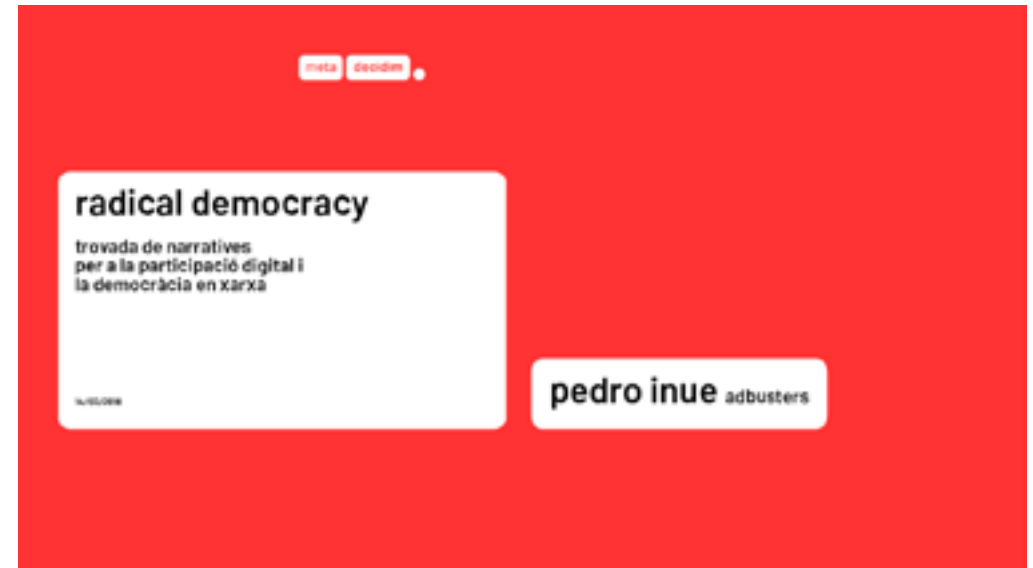 meta decidim
radical democracy
trovada de narratives
per a la participació digital i
la democràcia en xarxa
pedro inue adbusters